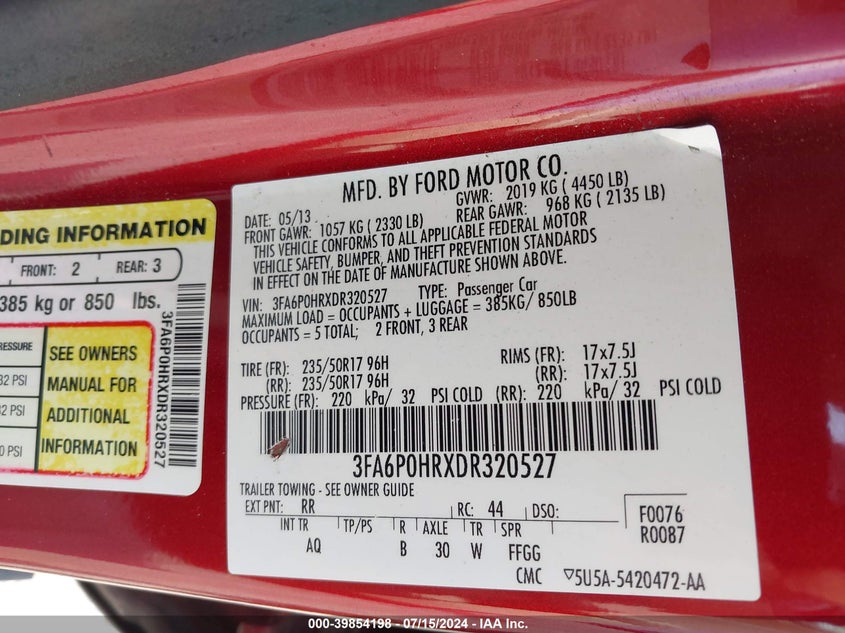 DING INFORMATION
FRONT: 2 REAR: 3
385 kg or 850 lbs.
RESSURE
32 PSI
32 PSI
0 PSI
SEE OWNERS
MANUAL FOR
ADDITIONAL
INFORMATION
3FA6P0HRXDR320527
MFD. BY FORD MOTOR CO.
DATE: 05/13 GVWR: 2019 KG ( 4450 LB)
FRONT GAWR: 1057 KG ( 2330 LB) REAR GAWR: 968 KG ( 2135 LB)
THIS VEHICLE CONFORMS TO ALL APPLICABLE FEDERAL MOTOR
VEHICLE SAFETY, BUMPER, AND THEFT PREVENTION STANDARDS
IN EFFECT ON THE DATE OF MANUFACTURE SHOWN ABOVE.
VIN: 3FA6P0HRXDR320527 TYPE: Passenger Car
MAXIMUM LOAD = OCCUPANTS + LUGGAGE = 385KG/ 850LB
OCCUPANTS = 5 TOTAL; 2 FRONT, 3 REAR
TIRE (FR): 235/50R17 96H RIMS (FR): 17x7.5J
(RR): 235/50R17 96H (RR): 17x7.5J
PRESSURE (FR): 220 kPa/ 32 PSI COLD (RR): 220 kPa/ 32 PSI COLD
3FA6P0HRXDR320527
TRAILER TOWING - SEE OWNER GUIDE
EXT PNT: RR RC: 44 DSO:
INT TR TP/PS R AXLE TR SPR
AQ B 30 W FFGG
F0076
R0087
CMC ▽5U5A-5420472-AA
000-39854198 - 07/15/2024 - IAA Inc.